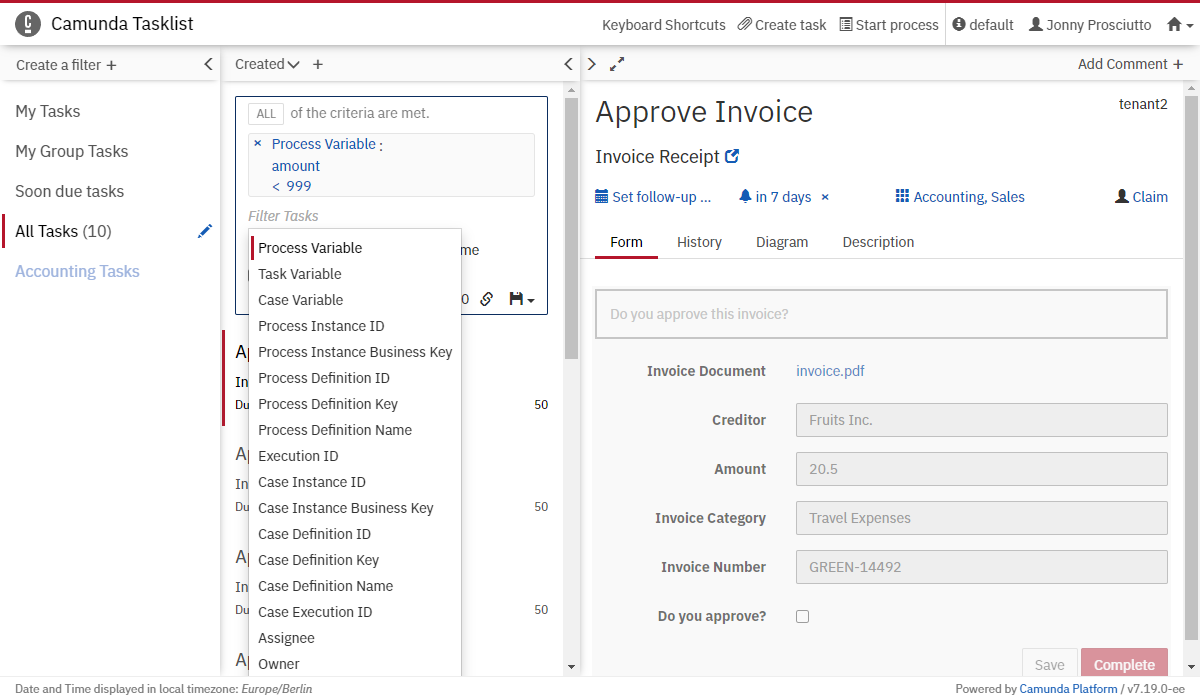 Camunda Tasklist
Keyboard Shortcuts Create task Start process default Jonny Prosciutto
Create a filter +
Created +
Add Comment +
My Tasks
My Group Tasks
Soon due tasks
All Tasks (10)
Accounting Tasks
ALL of the criteria are met.
× Process Variable :
amount
< 999
Filter Tasks
Process Variable
Task Variable
Case Variable
Process Instance ID
Process Instance Business Key
Process Definition ID
Process Definition Key
Process Definition Name
Execution ID
Case Instance ID
Case Instance Business Key
Case Definition ID
Case Definition Key
Case Definition Name
Case Execution ID
Assignee
Owner
me
0
In
Du
50
In
Du
50
In
Du
50
Approve Invoice
tenant2
Invoice Receipt
Set follow-up ... in 7 days × Accounting, Sales Claim
Form History Diagram Description
Do you approve this invoice?
Invoice Document invoice.pdf
Creditor Fruits Inc.
Amount 20.5
Invoice Category Travel Expenses
Invoice Number GREEN-14492
Do you approve?
Save Complete
Date and Time displayed in local timezone: Europe/Berlin
Powered by Camunda Platform / v7.19.0-ee